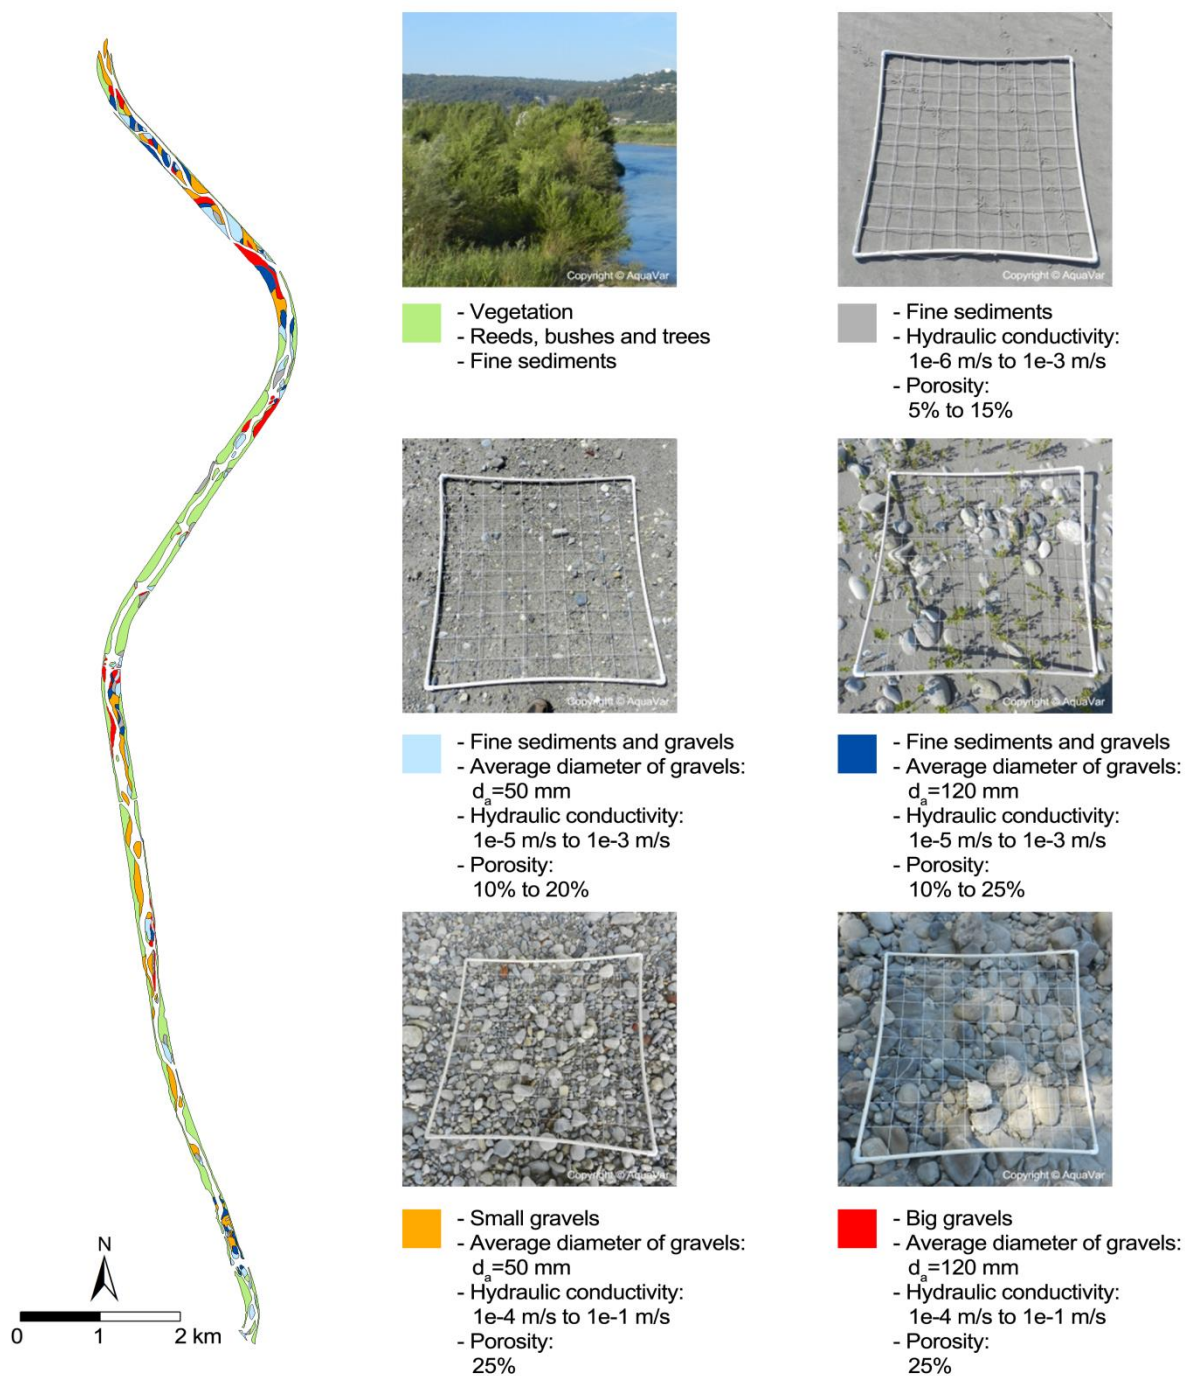 Copyright © AquaVar
- Vegetation
- Reeds, bushes and trees
- Fine sediments
Copyright © AquaVar
- Fine sediments
- Hydraulic conductivity:
1e-6 m/s to 1e-3 m/s
- Porosity:
5% to 15%
Copyright © AquaVar
- Fine sediments and gravels
- Average diameter of gravels:
dₐ=50 mm
- Hydraulic conductivity:
1e-5 m/s to 1e-3 m/s
- Porosity:
10% to 20%
Copyright © AquaVar
- Fine sediments and gravels
- Average diameter of gravels:
dₐ=120 mm
- Hydraulic conductivity:
1e-5 m/s to 1e-3 m/s
- Porosity:
10% to 25%
Copyright © AquaVar
- Small gravels
- Average diameter of gravels:
dₐ=50 mm
- Hydraulic conductivity:
1e-4 m/s to 1e-1 m/s
- Porosity:
25%
Copyright © AquaVar
- Big gravels
- Average diameter of gravels:
dₐ=120 mm
- Hydraulic conductivity:
1e-4 m/s to 1e-1 m/s
- Porosity:
25%
N
0 1 2 km